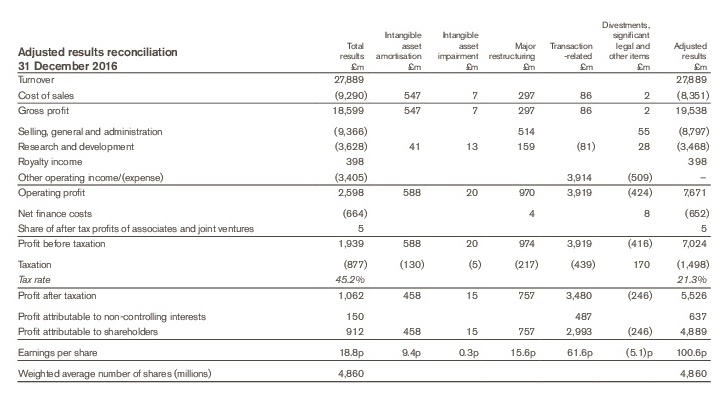 Adjusted results reconciliation
31 December 2016
Total results £m
Intangible asset amortisation £m
Intangible asset impairment £m
Major restructuring £m
Transaction -related £m
Divestments, significant legal and other items £m
Adjusted results £m
Turnover 27,889 27,889
Cost of sales (9,290) 547 7 297 86 2 (8,351)
Gross profit 18,599 547 7 297 86 2 19,538
Selling, general and administration (9,366) 514 55 (8,797)
Research and development (3,628) 41 13 159 (81) 28 (3,468)
Royalty income 398 398
Other operating income/(expense) (3,405) 3,914 (509) –
Operating profit 2,598 588 20 970 3,919 (424) 7,671
Net finance costs (664) 4 8 (652)
Share of after tax profits of associates and joint ventures 5 5
Profit before taxation 1,939 588 20 974 3,919 (416) 7,024
Taxation (877) (130) (5) (217) (439) 170 (1,498)
Tax rate 45.2% 21.3%
Profit after taxation 1,062 458 15 757 3,480 (246) 5,526
Profit attributable to non-controlling interests 150 487 637
Profit attributable to shareholders 912 458 15 757 2,993 (246) 4,889
Earnings per share 18.8p 9.4p 0.3p 15.6p 61.6p (5.1)p 100.6p
Weighted average number of shares (millions) 4,860 4,860